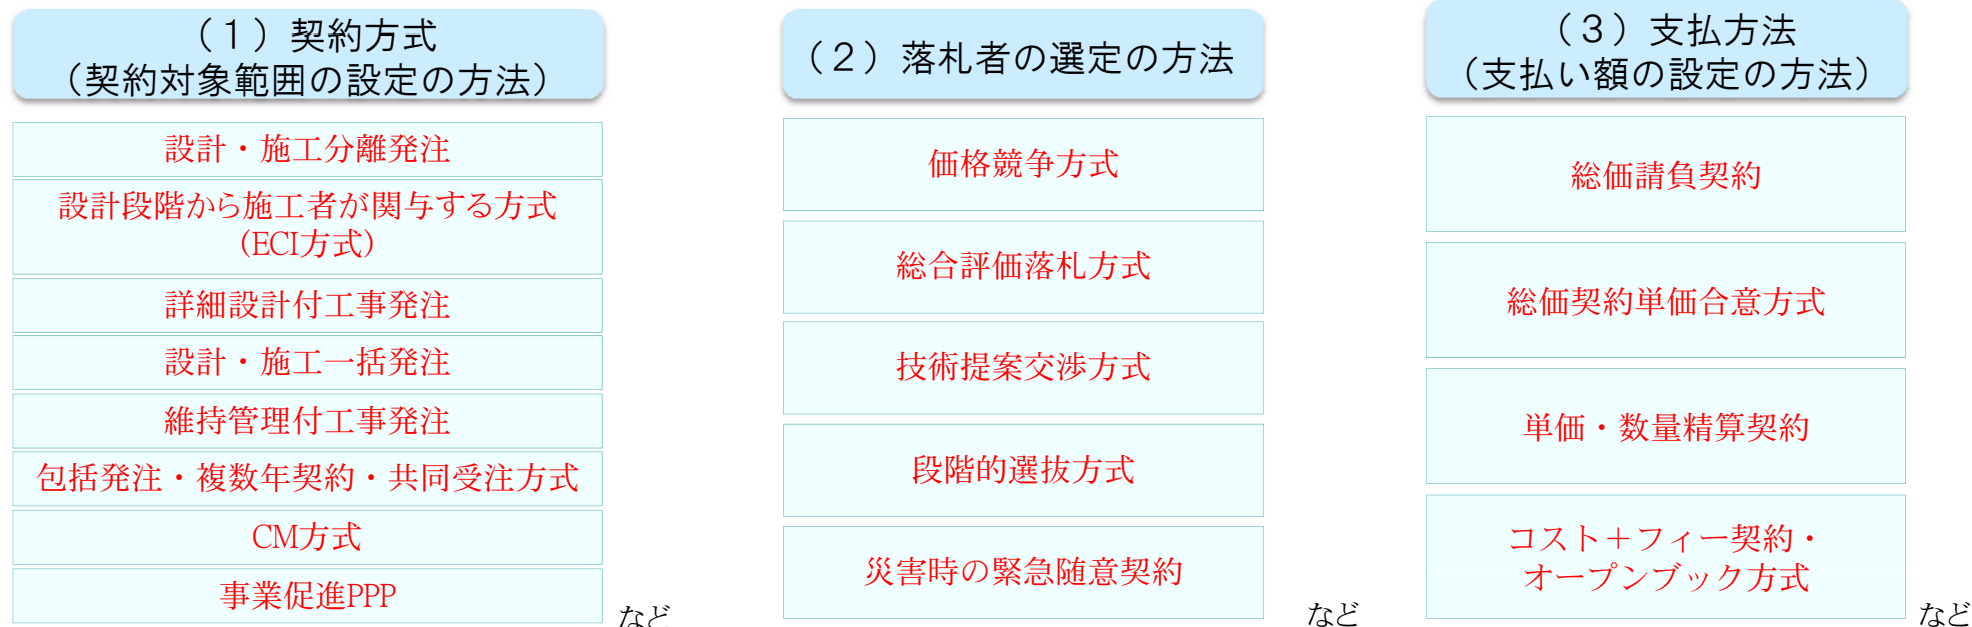 （１）契約方式
（契約対象範囲の設定の方法）
設計・施工分離発注
設計段階から施工者が関与する方式
（ECI方式）
詳細設計付工事発注
設計・施工一括発注
維持管理付工事発注
包括発注・複数年契約・共同受注方式
CM方式
事業促進PPP
など
（２）落札者の選定の方法
価格競争方式
総合評価落札方式
技術提案交渉方式
段階的選抜方式
災害時の緊急随意契約
など
（３）支払方法
（支払い額の設定の方法）
総価請負契約
総価契約単価合意方式
単価・数量精算契約
コスト＋フィー契約・
オープンブック方式
など